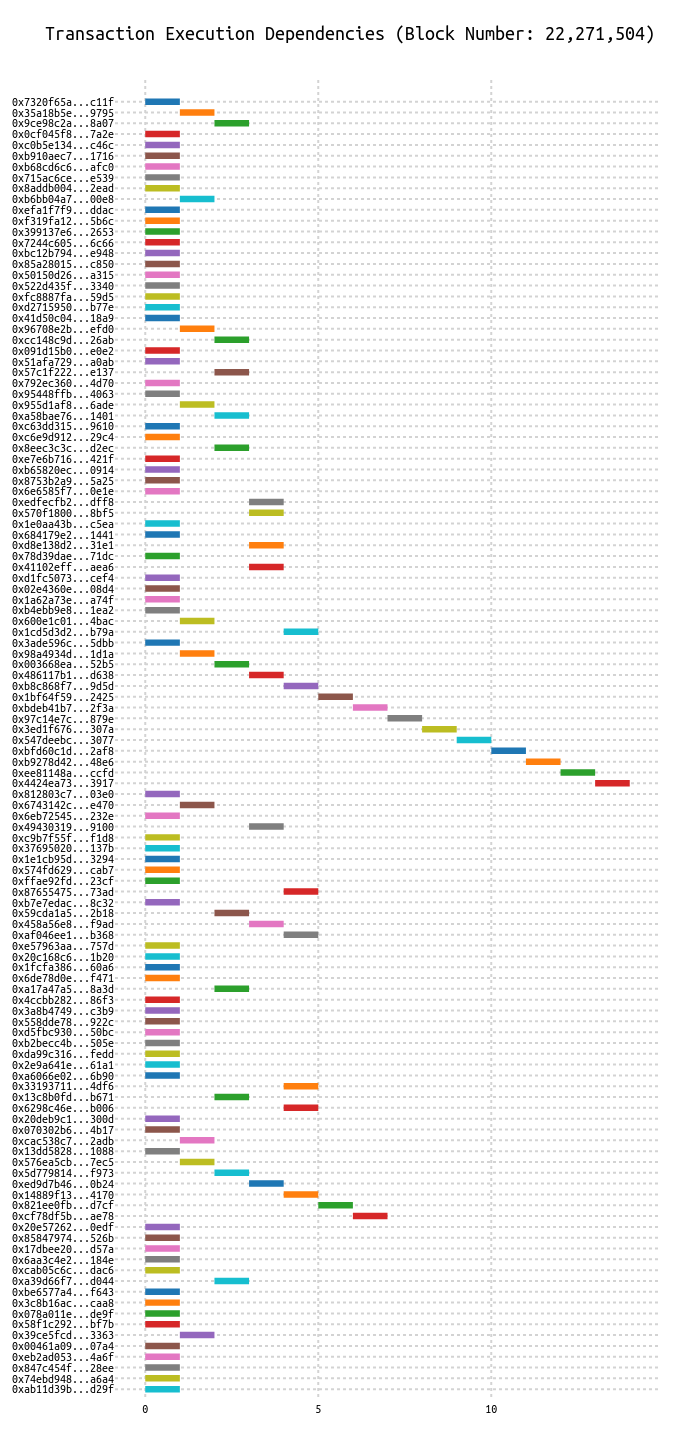 Transaction Execution Dependencies (Block Number: 22,271,504)
0x7320f65a...c11f
0x35a18b5e...9795
0x9ce98c2a...8a07
0x0cf045f8...7a2e
0xc0b5e134...c46c
0xb910aec7...1716
0xb68cd6c6...afc0
0x715ac6ce...e539
0x8addb004...2ead
0xb6bb04a7...00e8
0xefa1f7f9...ddac
0xf319fa12...5b6c
0x399137e6...2653
0x7244c605...6c66
0xbc12b794...e948
0x85a28015...c850
0x50150d26...a315
0x522d435f...3340
0xfc8887fa...59d5
0xd2715950...b77e
0x41d50c04...18a9
0x96708e2b...efd0
0xcc148c9d...26ab
0x091d15b0...e0e2
0x51afa729...a0ab
0x57c1f222...e137
0x792ec360...4d70
0x95448ffb...4063
0x955d1af8...6ade
0xa58bae76...1401
0xc63dd315...9610
0xc6e9d912...29c4
0x8eec3c3c...d2ec
0xe7e6b716...421f
0xb65820ec...0914
0x8753b2a9...5a25
0x6e6585f7...0e1e
0xedfecfb2...dff8
0x570f1800...8bf5
0x1e0aa43b...c5ea
0x684179e2...1441
0xd8e138d2...31e1
0x78d39dae...71dc
0x41102eff...aea6
0xd1fc5073...cef4
0x02e4360e...08d4
0x1a62a73e...a74f
0xb4ebb9e8...1ea2
0x600e1c01...4bac
0x1cd5d3d2...b79a
0x3ade596c...5dbb
0x98a4934d...1d1a
0x003668ea...52b5
0x486117b1...d638
0xb8c868f7...9d5d
0x1bf64f59...2425
0xbdeb41b7...2f3a
0x97c14e7c...879e
0x3ed1f676...307a
0x547deebc...3077
0xbfd60c1d...2af8
0xb9278d42...48e6
0xee81148a...ccfd
0x4424ea73...3917
0x812803c7...03e0
0x6743142c...e470
0x6eb72545...232e
0x49430319...9100
0xc9b7f55f...f1d8
0x37695020...137b
0x1e1cb95d...3294
0x574fd629...cab7
0xffae92fd...23cf
0x87655475...73ad
0xb7e7edac...8c32
0x59cda1a5...2b18
0x458a56e8...f9ad
0xaf046ee1...b368
0xe57963aa...757d
0x20c168c6...1b20
0x1fcfa386...60a6
0x6de78d0e...f471
0xa17a47a5...8a3d
0x4ccbb282...86f3
0x3a8b4749...c3b9
0x558dde78...922c
0xd5fbc930...50bc
0xb2becc4b...505e
0xda99c316...fedd
0x2e9a641e...61a1
0xa6066e02...6b90
0x33193711...4df6
0x13c8b0fd...b671
0x6298c46e...b006
0x20deb9c1...300d
0x070302b6...4b17
0xcac538c7...2adb
0x13dd5828...1088
0x576ea5cb...7ec5
0x5d779814...f973
0xed9d7b46...0b24
0x14889f13...4170
0x821ee0fb...d7cf
0xcf78df5b...ae78
0x20e57262...0edf
0x85847974...526b
0x17dbee20...d57a
0x6aa3c4e2...184e
0xcab05c6c...dac6
0xa39d66f7...d044
0xbe6577a4...f643
0x3c8b16ac...caa8
0x078a011e...de9f
0x58f1c292...bf7b
0x39ce5fcd...3363
0x00461a09...07a4
0xeb2ad053...4a6f
0x847c454f...28ee
0x74ebd948...a6a4
0xab11d39b...d29f
0 5 10